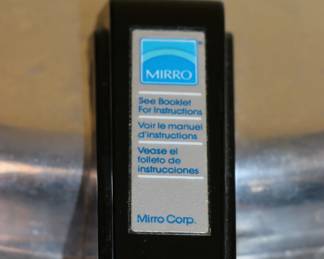 MIRRO
See Booklet
For Instructions
Voir le manuel
d'instructions
Vease el
folleto de
instrucciones
Mirro Corp.